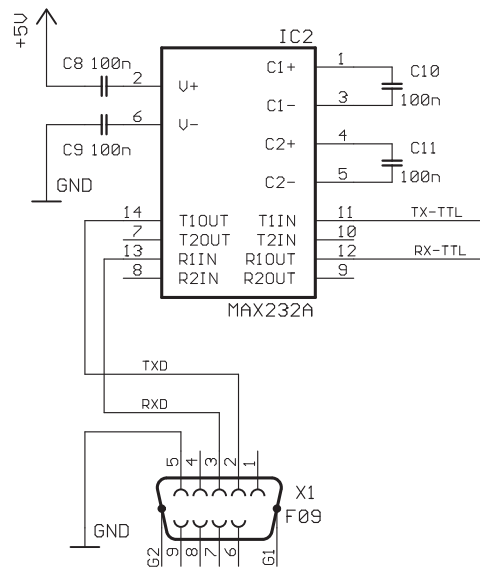 +5V
IC2
C8 100n
2
V+
C1+
1
C10
C1-
3
100n
6
V-
C9 100n
C2+
4
C11
C2-
5
100n
GND
14
T1OUT
T1IN
11
TX-TTL
7
T2OUT
T2IN
10
13
R1IN
R1OUT
12
RX-TTL
8
R2IN
R2OUT
9
MAX232A
TXD
RXD
5
4
3
2
1
X1
F09
GND
G2
9
8
7
6
G1